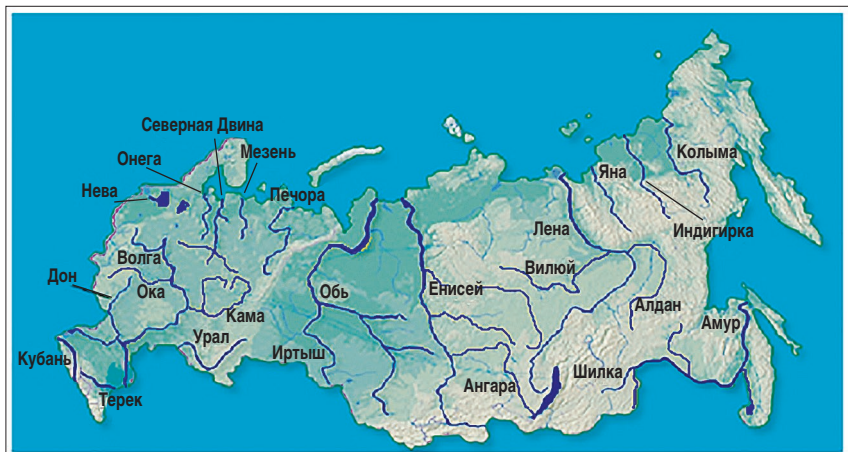 Северная Двина
Онега
Мезень
Нева
Печора
Волга
Дон
Ока
Кама
Урал
Кубань
Терек
Обь
Иртыш
Енисей
Ангара
Лена
Вилюй
Яна
Колыма
Индигирка
Алдан
Амур
Шилка